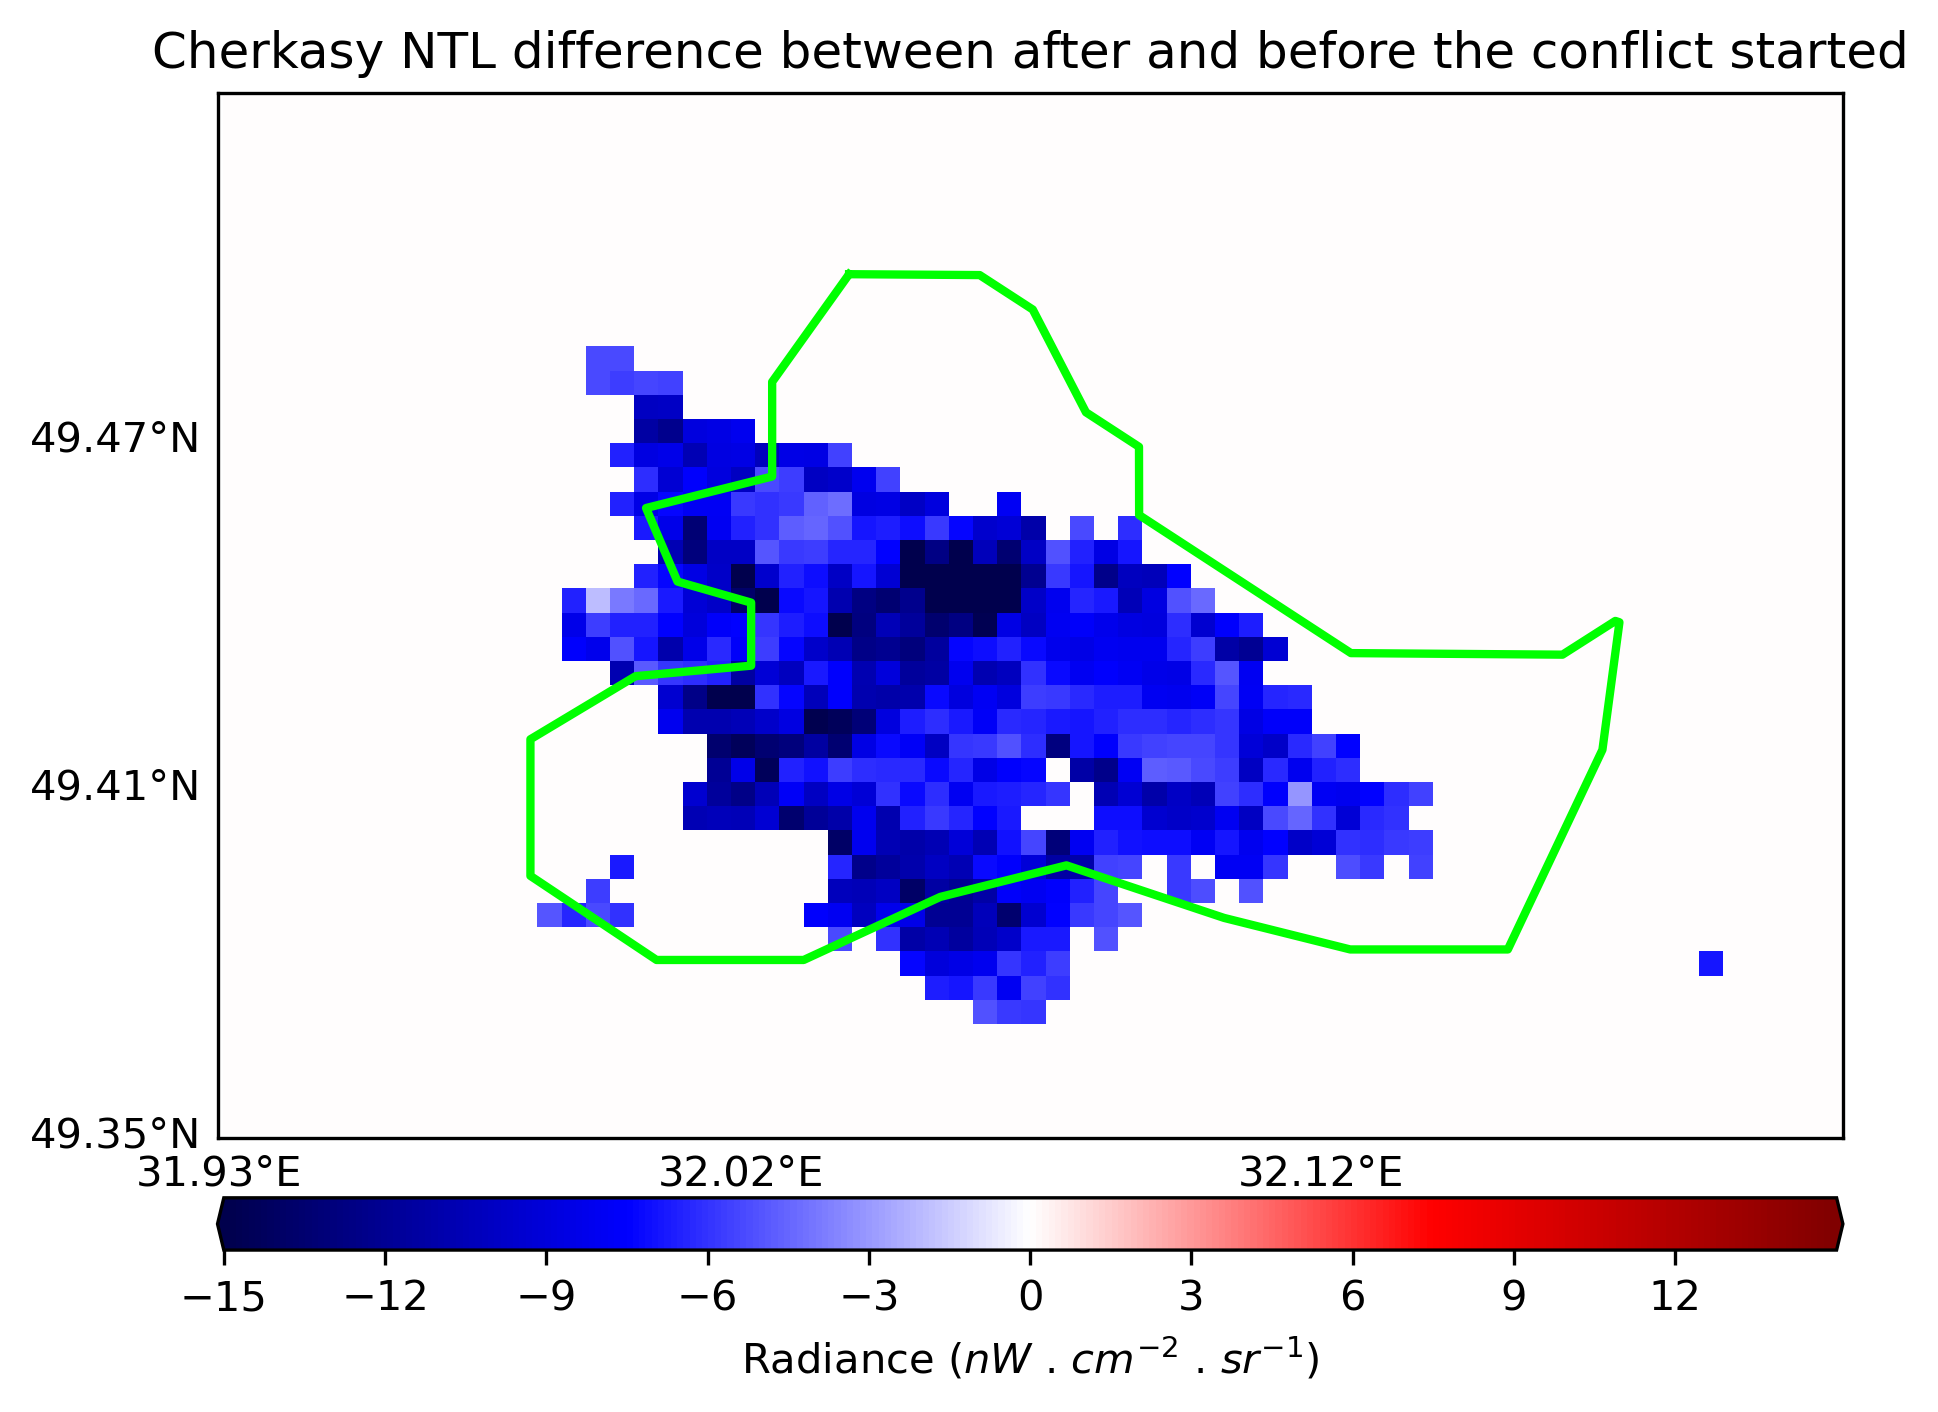 Cherkasy NTL difference between after and before the conflict started
49.47°N
49.41°N
49.35°N
31.93°E 32.02°E 32.12°E
−15 −12 −9 −6 −3 0 3 6 9 12
Radiance (nW . cm⁻² . sr⁻¹)